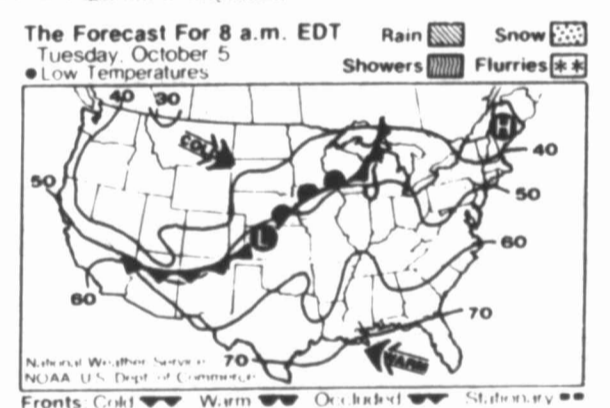 The Forecast For 8 a.m. EDT
Tuesday, October 5
● Low Temperatures
Rain
Snow
Showers
Flurries
40
30
COLD
H
40
50
50
L
60
60
70
70
WARM
National Weather Service
NOAA U.S. Dept. of Commerce
Fronts: Cold Warm Occluded Stationary